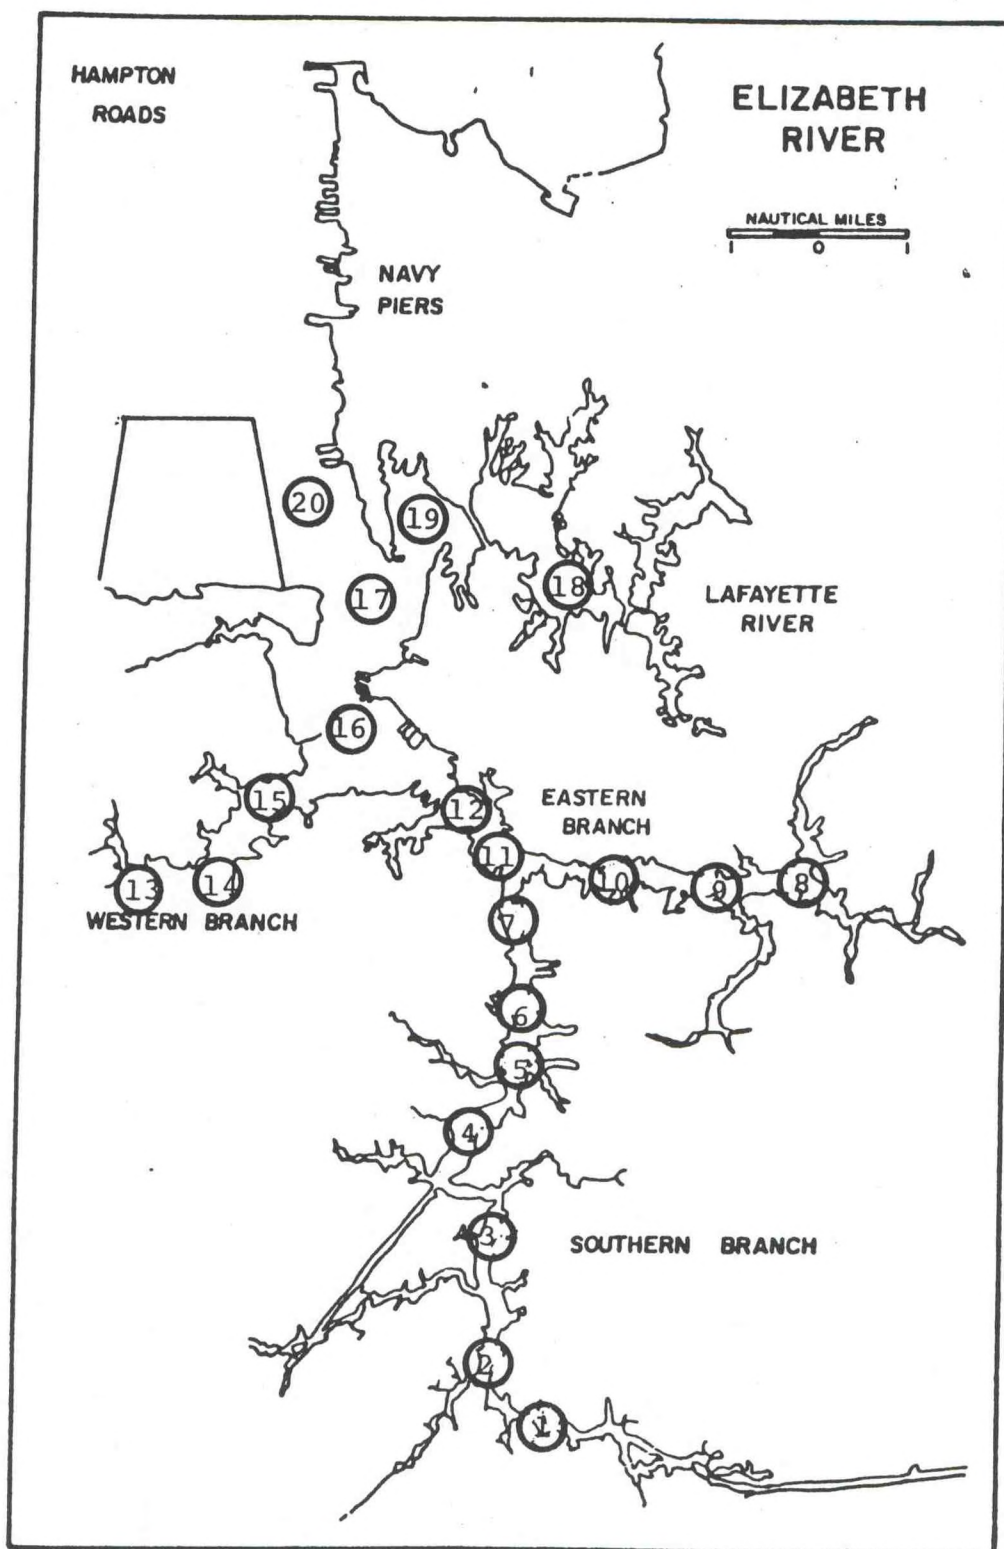 HAMPTON
ROADS
ELIZABETH
RIVER
NAUTICAL MILES
1 0 1
NAVY
PIERS
20
19
18
17
LAFAYETTE
RIVER
16
15
12
EASTERN
BRANCH
11
10
9
8
13
14
7
WESTERN BRANCH
6
5
4
3
SOUTHERN BRANCH
2
1